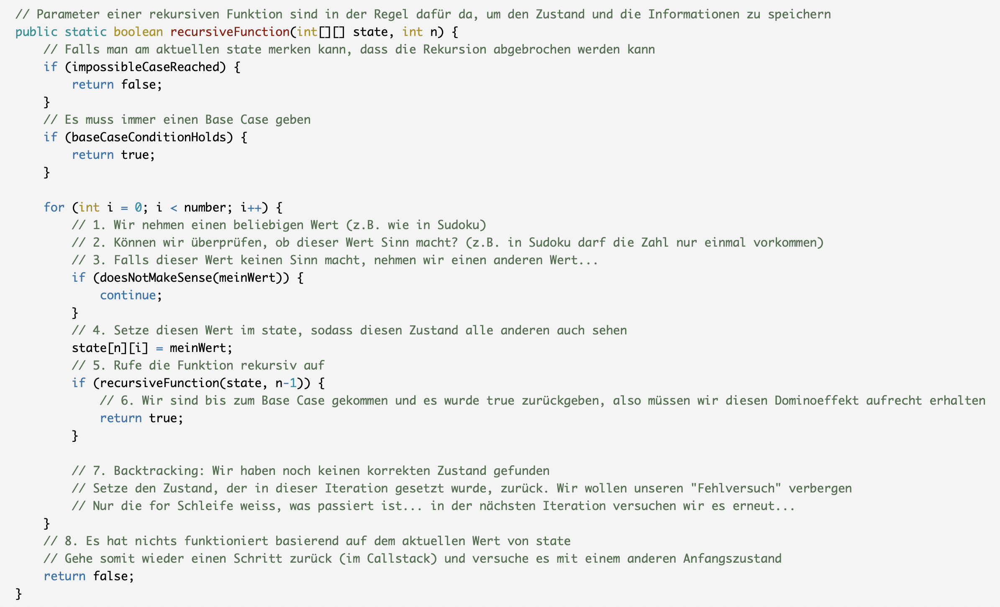 // Parameter einer rekursiven Funktion sind in der Regel dafür da, um den Zustand und die Informationen zu speichern
public static boolean recursiveFunction(int[][] state, int n) {
    // Falls man am aktuellen state merken kann, dass die Rekursion abgebrochen werden kann
    if (impossibleCaseReached) {
        return false;
    }
    // Es muss immer einen Base Case geben
    if (baseCaseConditionHolds) {
        return true;
    }

    for (int i = 0; i < number; i++) {
        // 1. Wir nehmen einen beliebigen Wert (z.B. wie in Sudoku)
        // 2. Können wir überprüfen, ob dieser Wert Sinn macht? (z.B. in Sudoku darf die Zahl nur einmal vorkommen)
        // 3. Falls dieser Wert keinen Sinn macht, nehmen wir einen anderen Wert...
        if (doesNotMakeSense(meinWert)) {
            continue;
        }
        // 4. Setze diesen Wert im state, sodass diesen Zustand alle anderen auch sehen
        state[n][i] = meinWert;
        // 5. Rufe die Funktion rekursiv auf
        if (recursiveFunction(state, n-1)) {
            // 6. Wir sind bis zum Base Case gekommen und es wurde true zurückgeben, also müssen wir diesen Dominoeffekt aufrecht erhalten
            return true;
        }

        // 7. Backtracking: Wir haben noch keinen korrekten Zustand gefunden
        // Setze den Zustand, der in dieser Iteration gesetzt wurde, zurück. Wir wollen unseren "Fehlversuch" verbergen
        // Nur die for Schleife weiss, was passiert ist... in der nächsten Iteration versuchen wir es erneut...
    }
    // 8. Es hat nichts funktioniert basierend auf dem aktuellen Wert von state
    // Gehe somit wieder einen Schritt zurück (im Callstack) und versuche es mit einem anderen Anfangszustand
    return false;
}